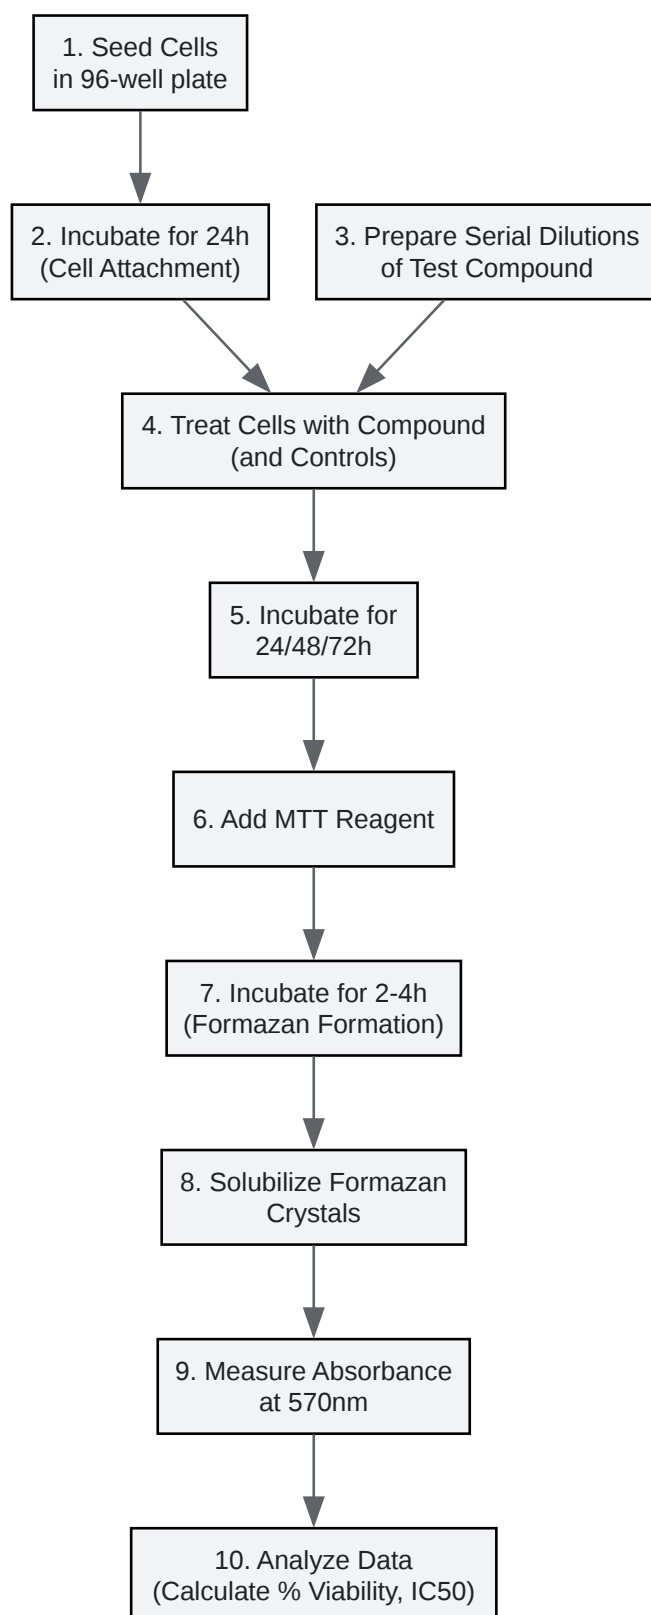 1. Seed Cells
in 96-well plate
2. Incubate for 24h
(Cell Attachment)
3. Prepare Serial Dilutions
of Test Compound
4. Treat Cells with Compound
(and Controls)
5. Incubate for
24/48/72h
6. Add MTT Reagent
7. Incubate for 2-4h
(Formazan Formation)
8. Solubilize Formazan
Crystals
9. Measure Absorbance
at 570nm
10. Analyze Data
(Calculate % Viability, IC50)